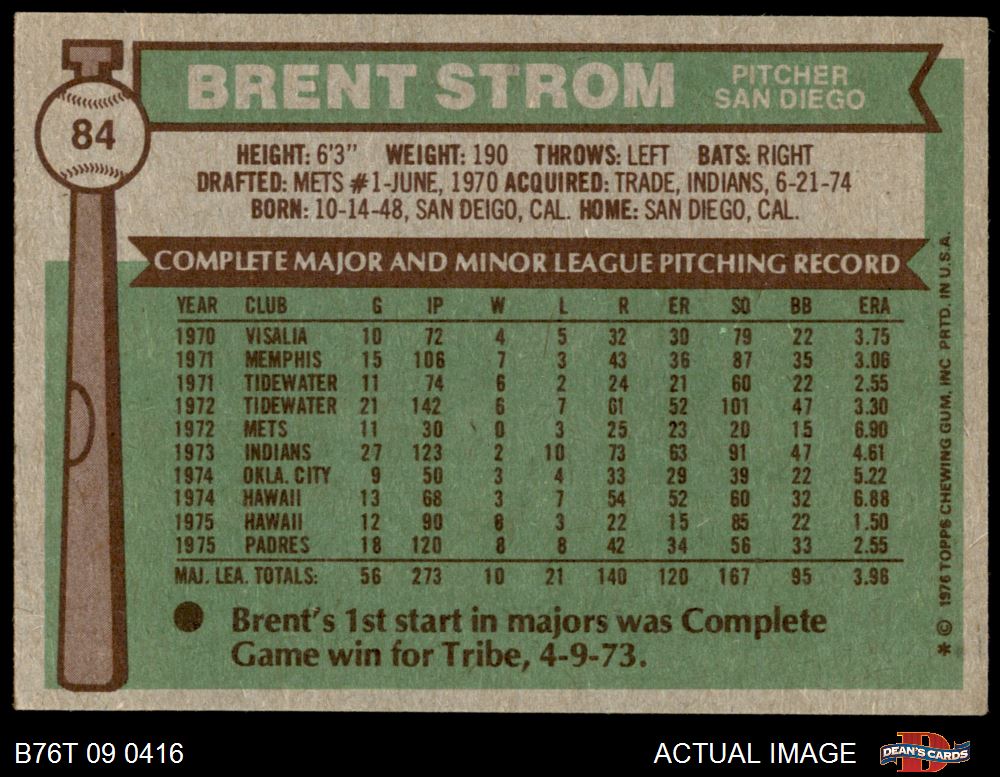 84
BRENT STROM
PITCHER
SAN DIEGO
HEIGHT: 6'3" WEIGHT: 190 THROWS: LEFT BATS: RIGHT
DRAFTED: METS #1-JUNE, 1970 ACQUIRED: TRADE, INDIANS, 6-21-74
BORN: 10-14-48, SAN DEIGO, CAL. HOME: SAN DIEGO, CAL.
COMPLETE MAJOR AND MINOR LEAGUE PITCHING RECORD
YEAR CLUB G IP W L R ER SO BB ERA
1970 VISALIA 10 72 4 5 32 30 79 22 3.75
1971 MEMPHIS 15 106 7 3 43 36 87 35 3.06
1971 TIDEWATER 11 74 6 2 24 21 60 22 2.55
1972 TIDEWATER 21 142 6 7 61 52 101 47 3.30
1972 METS 11 30 0 3 25 23 20 15 6.90
1973 INDIANS 27 123 2 10 73 63 91 47 4.61
1974 OKLA. CITY 9 50 3 4 33 29 39 22 5.22
1974 HAWAII 13 68 3 7 54 52 60 32 6.88
1975 HAWAII 12 90 8 3 22 15 85 22 1.50
1975 PADRES 18 120 8 8 42 34 56 33 2.55
MAJ. LEA. TOTALS: 56 273 10 21 140 120 167 95 3.96
Brent's 1st start in majors was Complete
Game win for Tribe, 4-9-73.
* © 1976 TOPPS CHEWING GUM, INC PRTD. IN U.S.A.
B76T 09 0416
ACTUAL IMAGE
DEAN'S CARDS